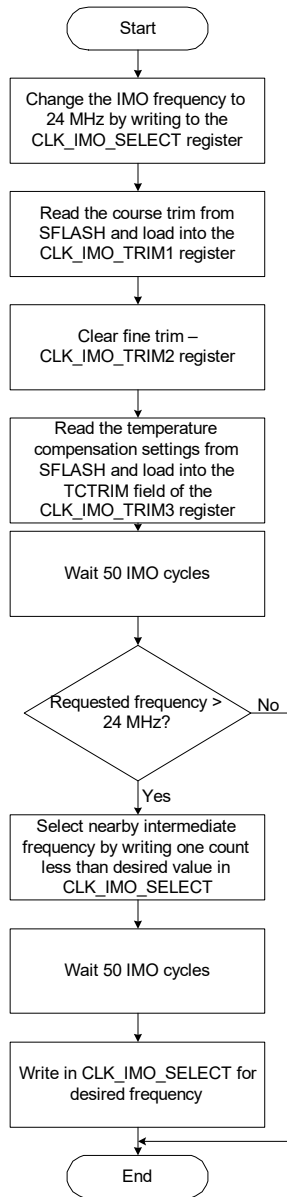 Start
Change the IMO frequency to
24 MHz by writing to the
CLK_IMO_SELECT register
Read the course trim from
SFLASH and load into the
CLK_IMO_TRIM1 register
Clear fine trim –
CLK_IMO_TRIM2 register
Read the temperature
compensation settings from
SFLASH and load into the
TCTRIM field of the
CLK_IMO_TRIM3 register
Wait 50 IMO cycles
Requested frequency >
24 MHz?
No
Yes
Select nearby intermediate
frequency by writing one count
less than desired value in
CLK_IMO_SELECT
Wait 50 IMO cycles
Write in CLK_IMO_SELECT for
desired frequency
End